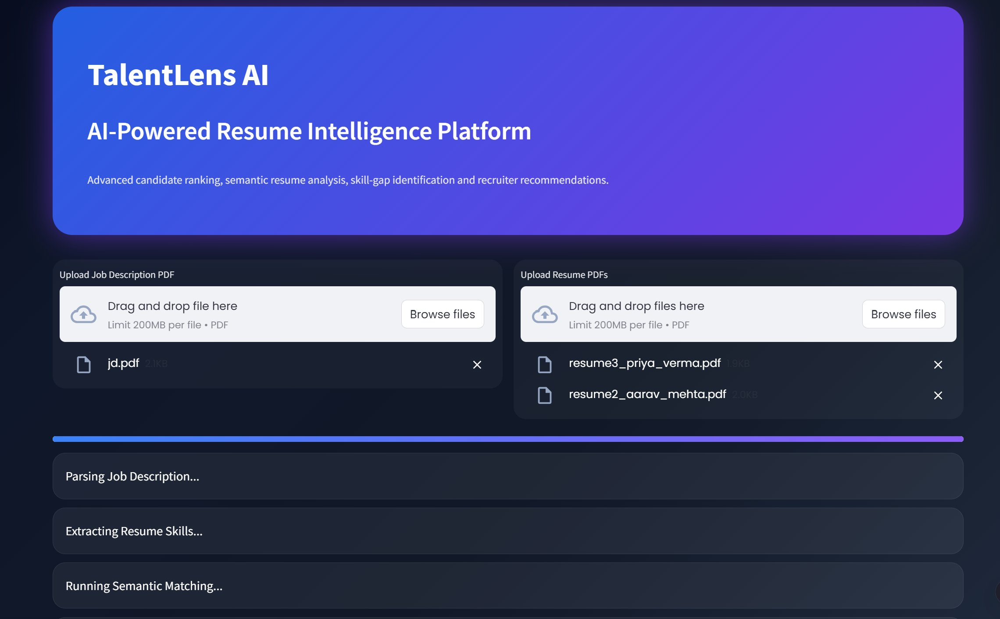 TalentLens AI
AI-Powered Resume Intelligence Platform
Advanced candidate ranking, semantic resume analysis, skill-gap identification and recruiter recommendations.
Upload Job Description PDF
Drag and drop file here
Limit 200MB per file • PDF
Browse files
jd.pdf 2.1KB
Upload Resume PDFs
Drag and drop files here
Limit 200MB per file • PDF
Browse files
resume3_priya_verma.pdf 1.9KB
resume2_aarav_mehta.pdf 2.0KB
Parsing Job Description...
Extracting Resume Skills...
Running Semantic Matching...